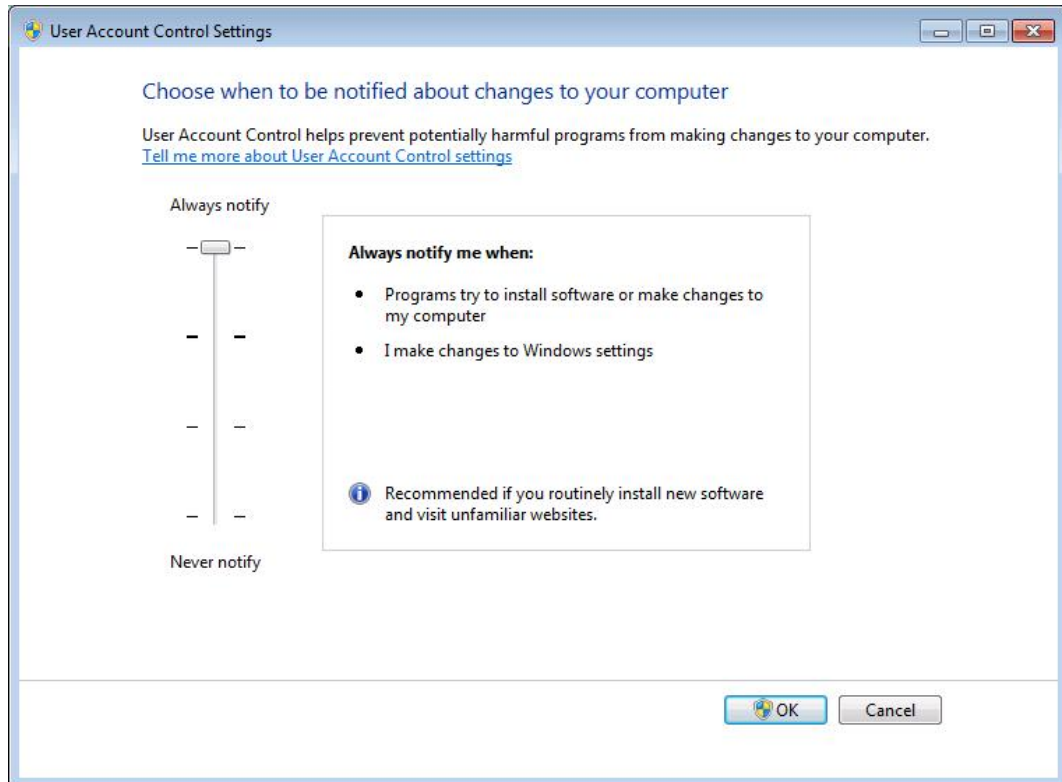 User Account Control Settings
Choose when to be notified about changes to your computer
User Account Control helps prevent potentially harmful programs from making changes to your computer.
Tell me more about User Account Control settings
Always notify
Always notify me when:
Programs try to install software or make changes to
my computer
I make changes to Windows settings
Recommended if you routinely install new software
and visit unfamiliar websites.
Never notify
OK
Cancel